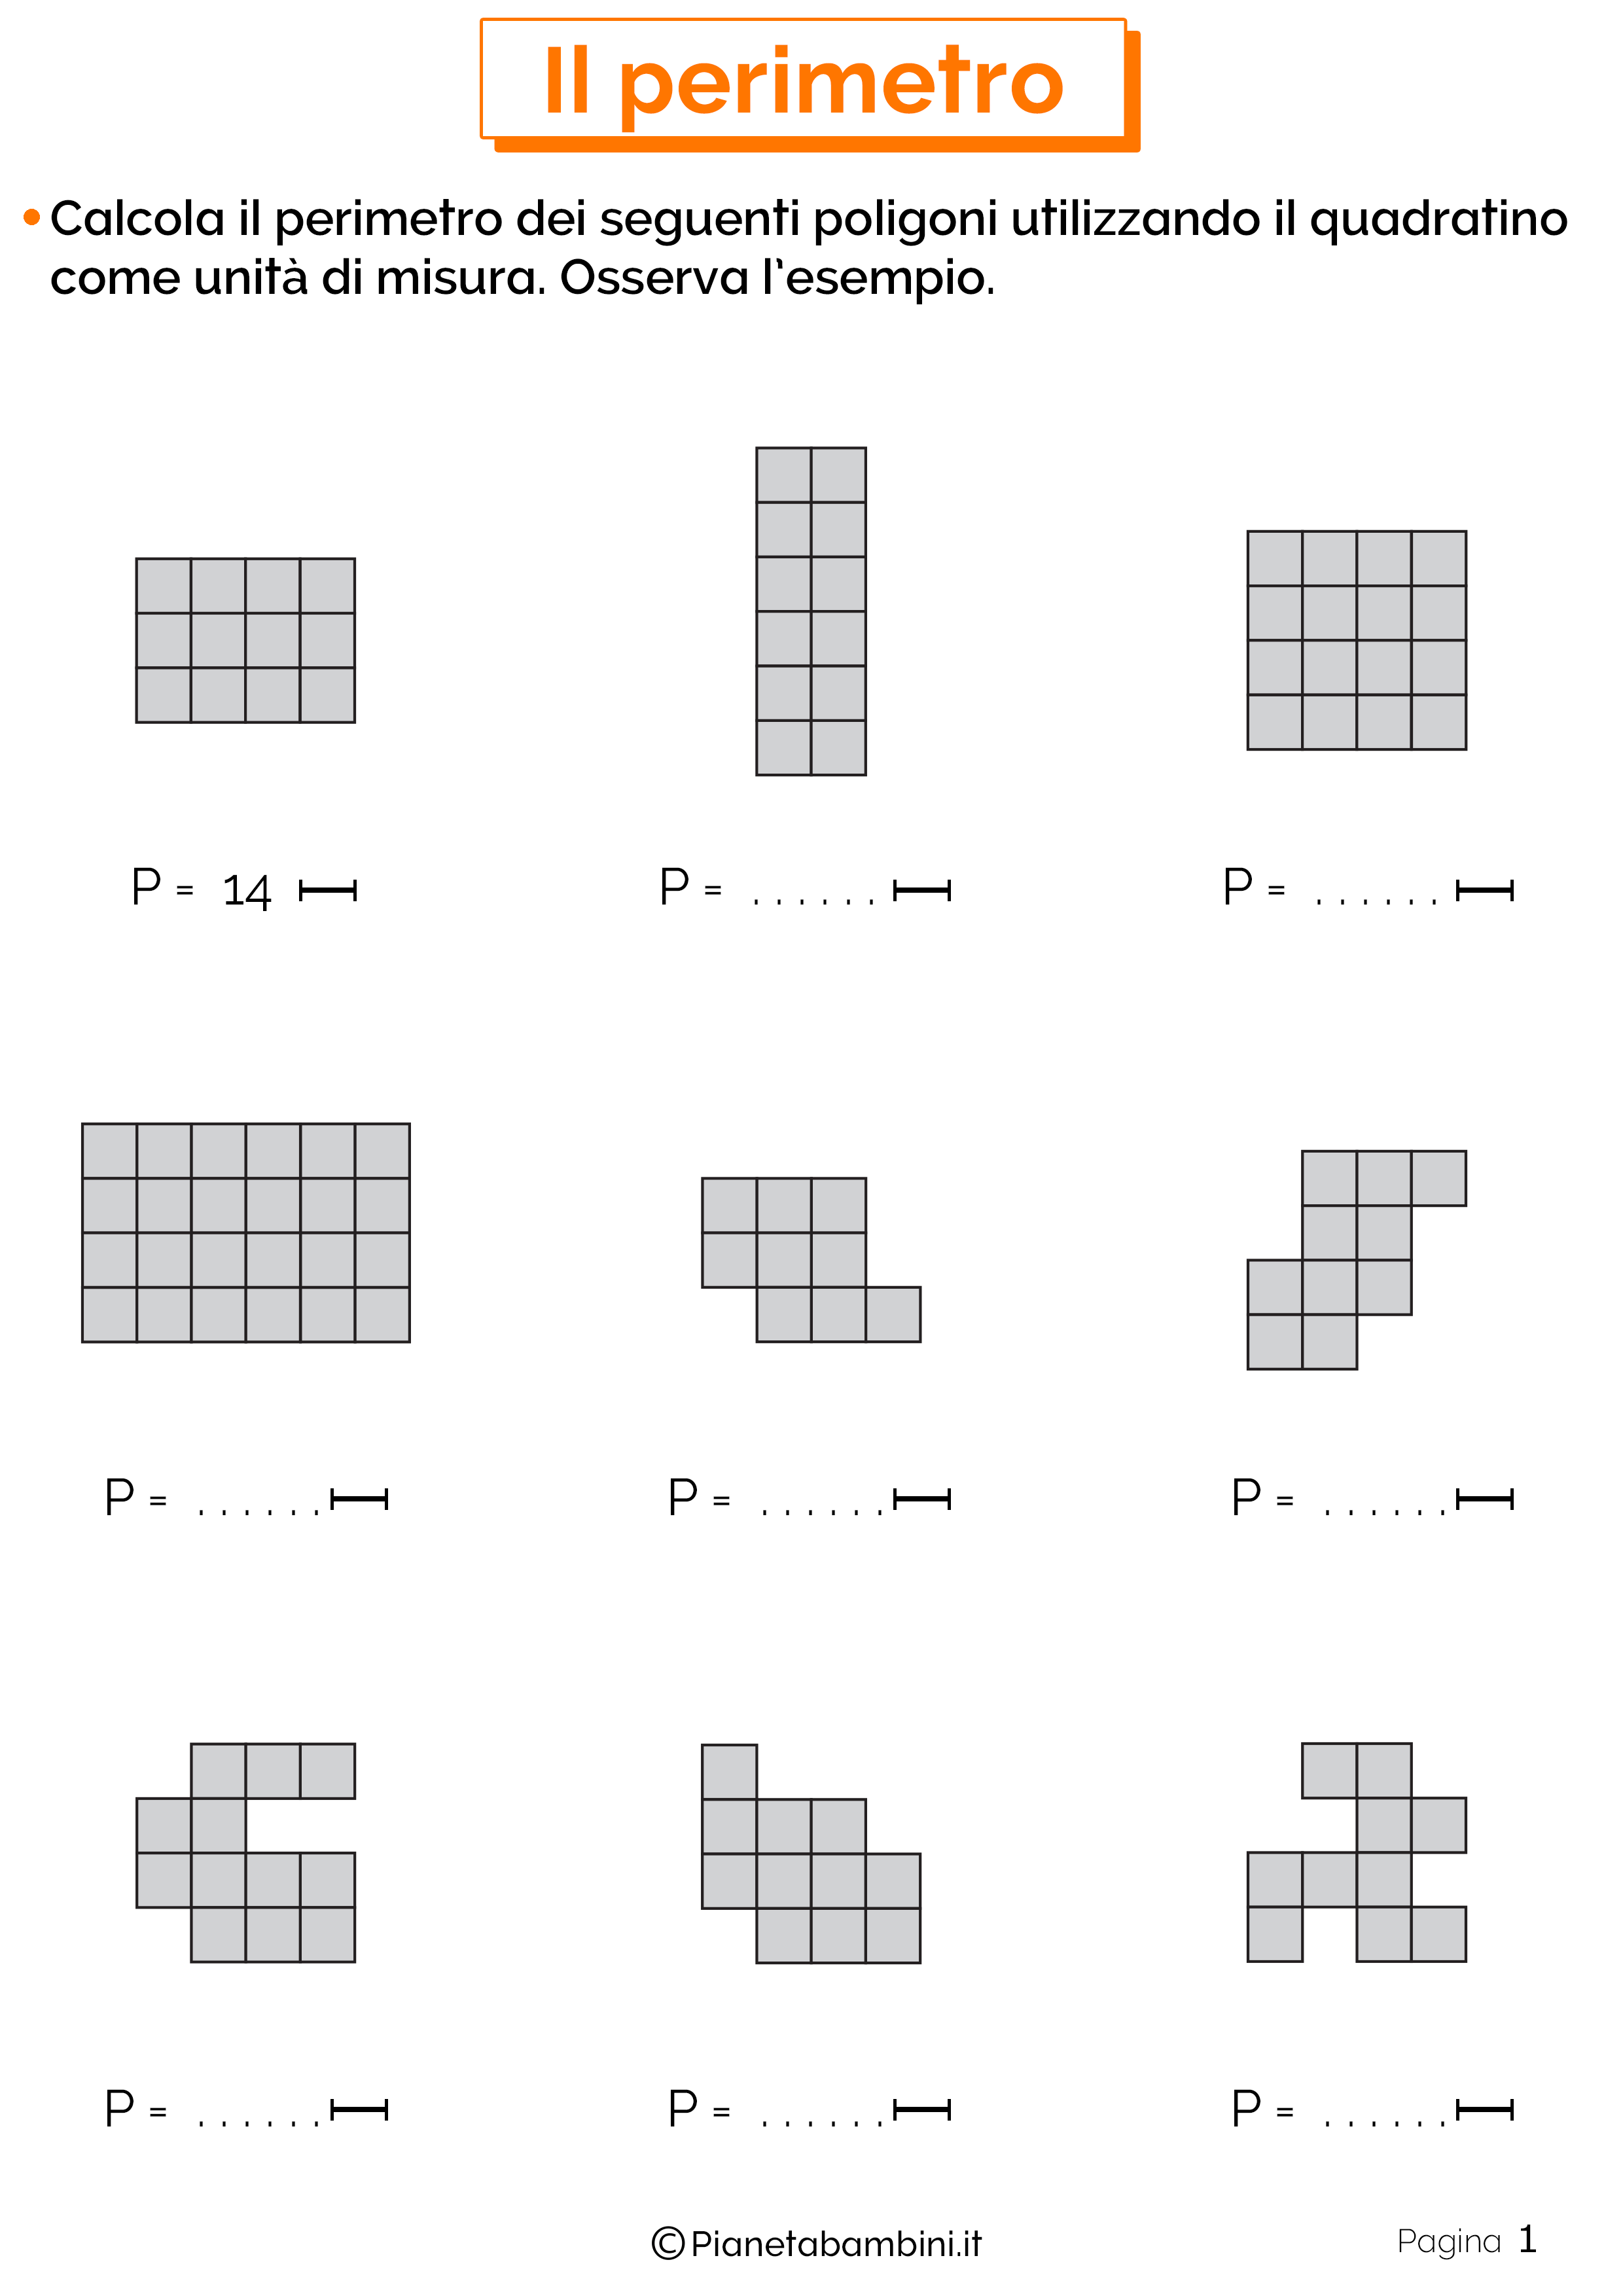 Il perimetro
• Calcola il perimetro dei seguenti poligoni utilizzando il quadratino
come unità di misura. Osserva l'esempio.
P = 14
P = . . . . . .
P = . . . . . .
P = . . . . . .
P = . . . . . .
P = . . . . . .
P = . . . . . .
P = . . . . . .
P = . . . . . .
©Pianetabambini.it
Pagina 1